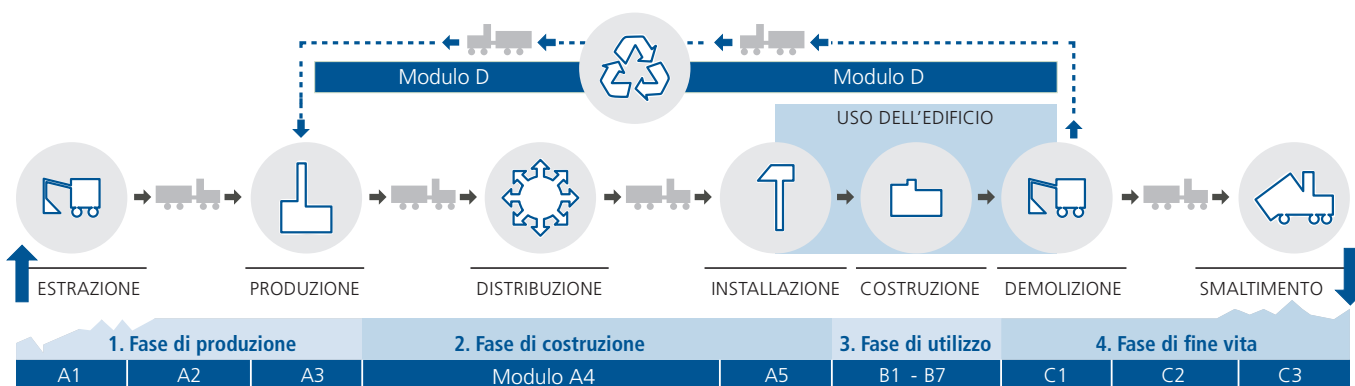 Modulo D
Modulo D
USO DELL'EDIFICIO
ESTRAZIONE
PRODUZIONE
DISTRIBUZIONE
INSTALLAZIONE
COSTRUZIONE
DEMOLIZIONE
SMALTIMENTO
1. Fase di produzione
2. Fase di costruzione
3. Fase di utilizzo
4. Fase di fine vita
A1
A2
A3
Modulo A4
A5
B1 - B7
C1
C2
C3